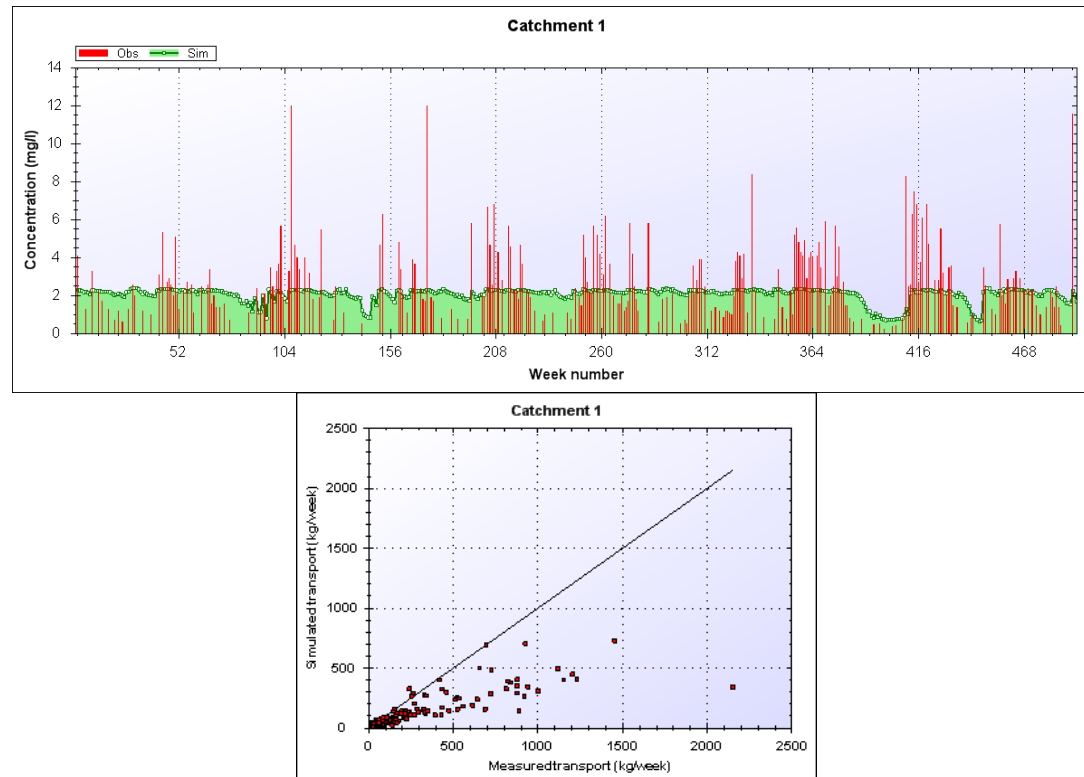 Catchment 1
Obs Sim
14
12
10
8
6
4
2
0
Concentration (mg/l)
52 104 156 208 260 312 364 416 468
Week number
Catchment 1
2500
2000
1500
1000
500
0
Simulated transport (kg/week)
0 500 1000 1500 2000 2500
Measured transport (kg/week)